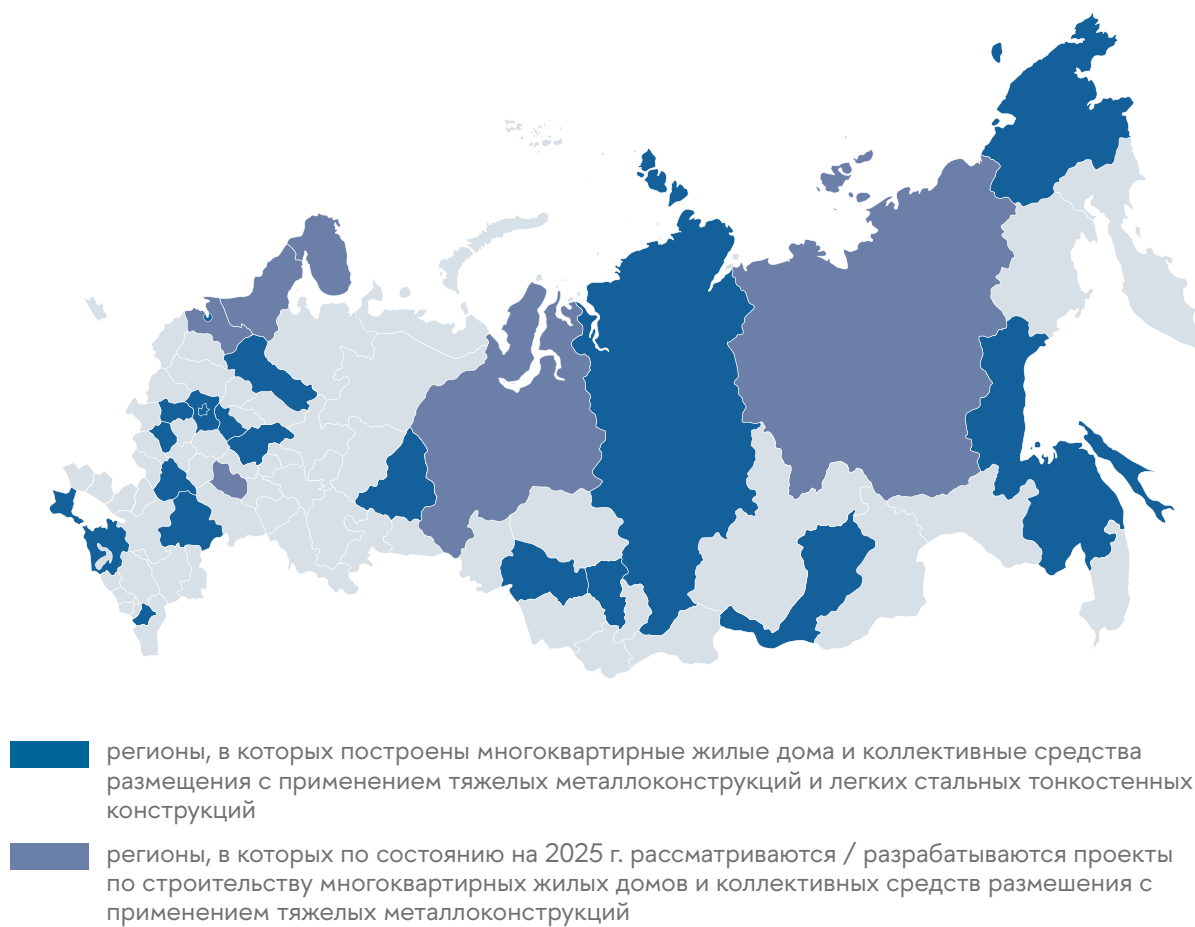 регионы, в которых построены многоквартирные жилые дома и коллективные средства
размещения с применением тяжелых металлоконструкций и легких стальных тонкостенных
конструкций
регионы, в которых по состоянию на 2025 г. рассматриваются / разрабатываются проекты
по строительству многоквартирных жилых домов и коллективных средств размешения с
применением тяжелых металлоконструкций